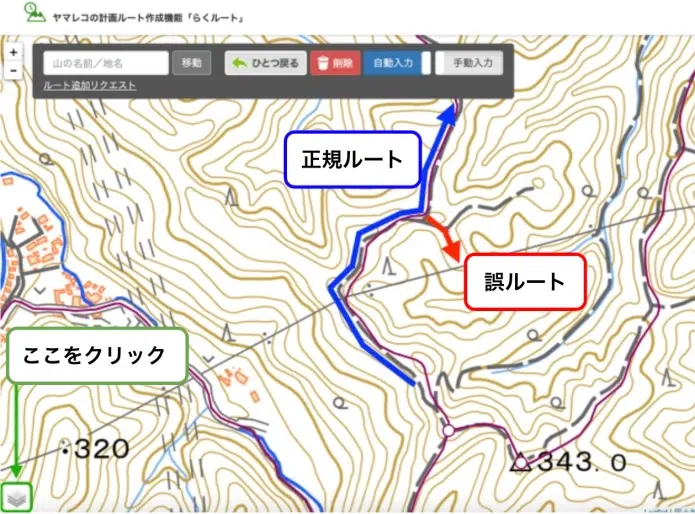 ヤマレコの計画ルート作成機能「らくルート」
+
山の名前／地名
移動
ひとつ戻る
削除
自動入力
手動入力
-
ルート追加リクエスト
正規ルート
誤ルート
ここをクリック
320
343.0